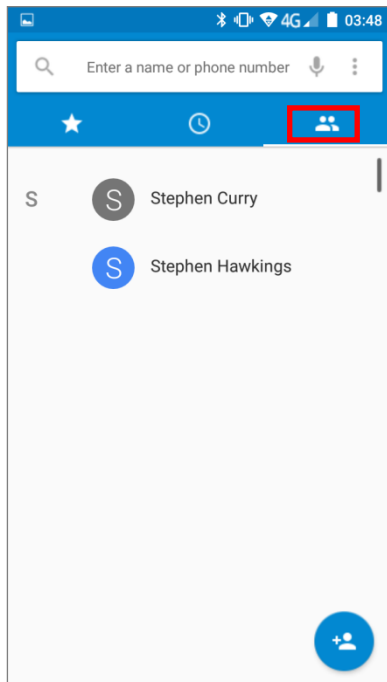 4G 03:48
Enter a name or phone number
S S Stephen Curry
S Stephen Hawkings